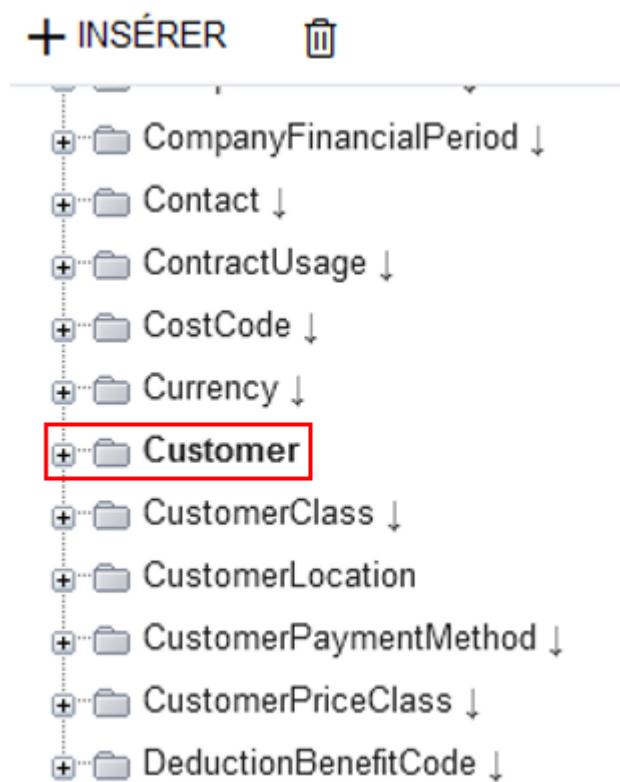 + INSÉRER
CompanyFinancialPeriod ↓
Contact ↓
ContractUsage ↓
CostCode ↓
Currency ↓
Customer
CustomerClass ↓
CustomerLocation
CustomerPaymentMethod ↓
CustomerPriceClass ↓
DeductionBenefitCode ↓